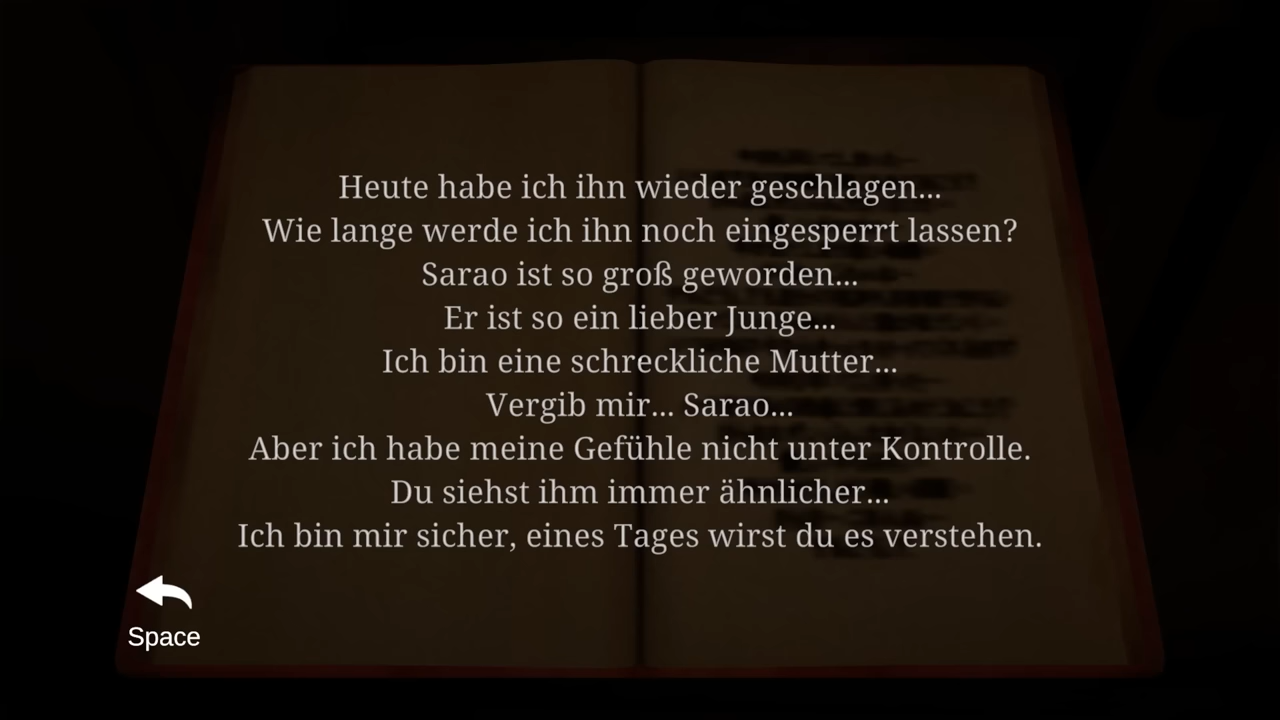 Heute habe ich ihn wieder geschlagen...
Wie lange werde ich ihn noch eingesperrt lassen?
Sarao ist so groß geworden...
Er ist so ein lieber Junge...
Ich bin eine schreckliche Mutter...
Vergib mir... Sarao...
Aber ich habe meine Gefühle nicht unter Kontrolle.
Du siehst ihm immer ähnlicher...
Ich bin mir sicher, eines Tages wirst du es verstehen.
Space